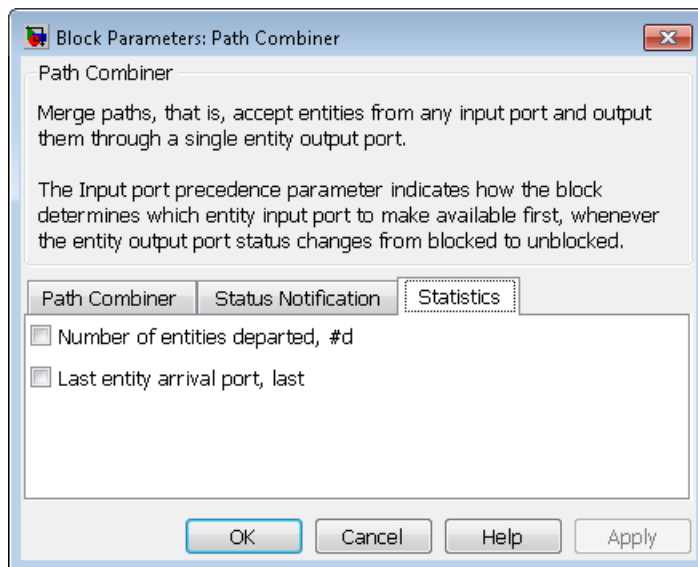 Block Parameters: Path Combiner
Path Combiner
Merge paths, that is, accept entities from any input port and output
them through a single entity output port.
The Input port precedence parameter indicates how the block
determines which entity input port to make available first, whenever
the entity output port status changes from blocked to unblocked.
Path Combiner Status Notification Statistics
Number of entities departed, #d
Last entity arrival port, last
OK Cancel Help Apply